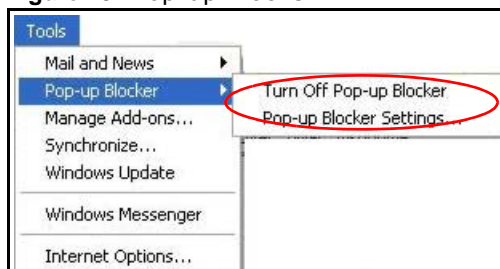 Tools
Mail and News
Pop-up Blocker
Turn Off Pop-up Blocker
Manage Add-ons...
Pop-up Blocker Settings...
Synchronize...
Windows Update
Windows Messenger
Internet Options...